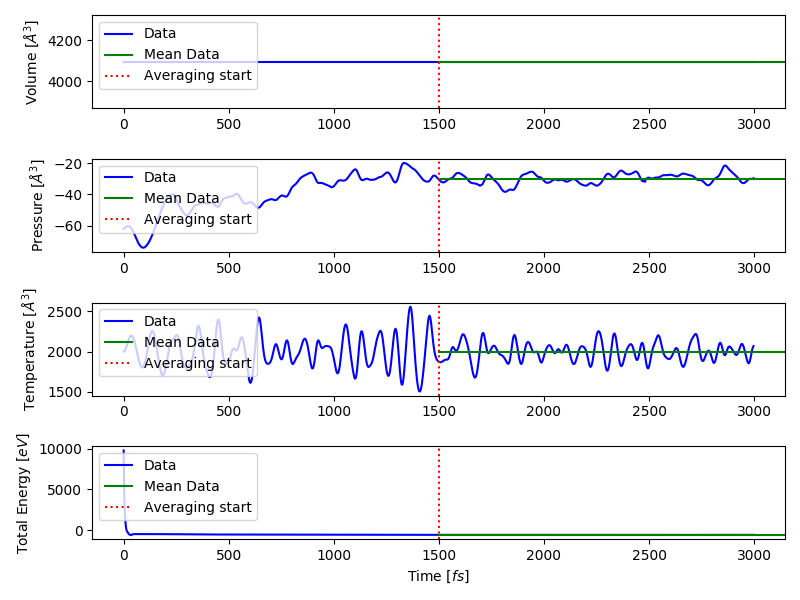 Volume [Å³]
4200
4000
Data
Mean Data
Averaging start
0 500 1000 1500 2000 2500 3000
Pressure [Å³]
−20
−40
−60
Data
Mean Data
Averaging start
0 500 1000 1500 2000 2500 3000
Temperature [Å³]
2500
2000
1500
Data
Mean Data
Averaging start
0 500 1000 1500 2000 2500 3000
Total Energy [eV]
10000
5000
0
Data
Mean Data
Averaging start
0 500 1000 1500 2000 2500 3000
Time [fs]